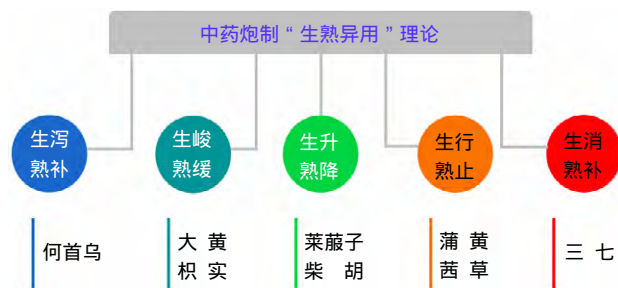 中药炮制“生熟异用”理论
生泻
熟补
生峻
熟缓
生升
熟降
生行
熟止
生消
熟补
何首乌
大 黄
枳 实
莱菔子
柴 胡
蒲 黄
茜 草
三 七